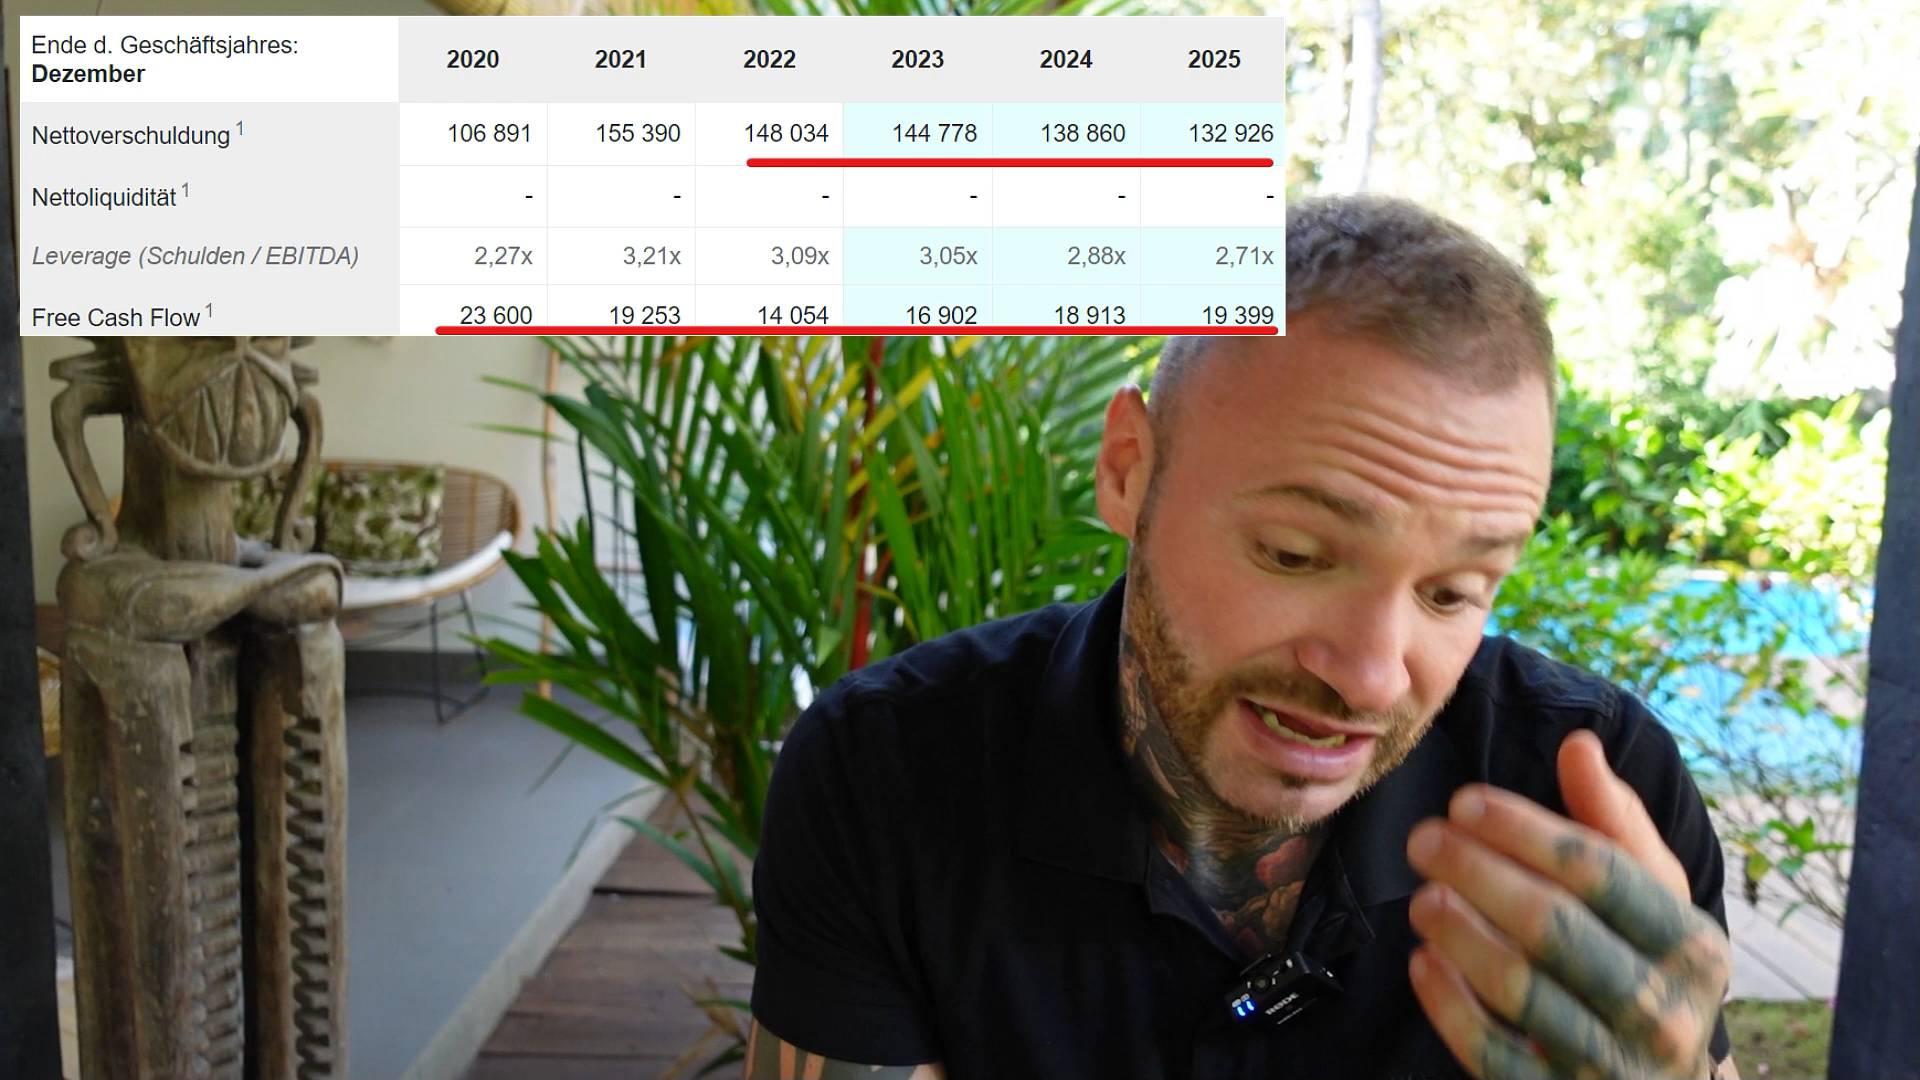 Ende d. Geschäftsjahres:
Dezember 2020 2021 2022 2023 2024 2025
Nettoverschuldung 1 106 891 155 390 148 034 144 778 138 860 132 926
Nettoliquidität 1 - - - - - -
Leverage (Schulden / EBITDA) 2,27x 3,21x 3,09x 3,05x 2,88x 2,71x
Free Cash Flow 1 23 600 19 253 14 054 16 902 18 913 19 399
RØDE